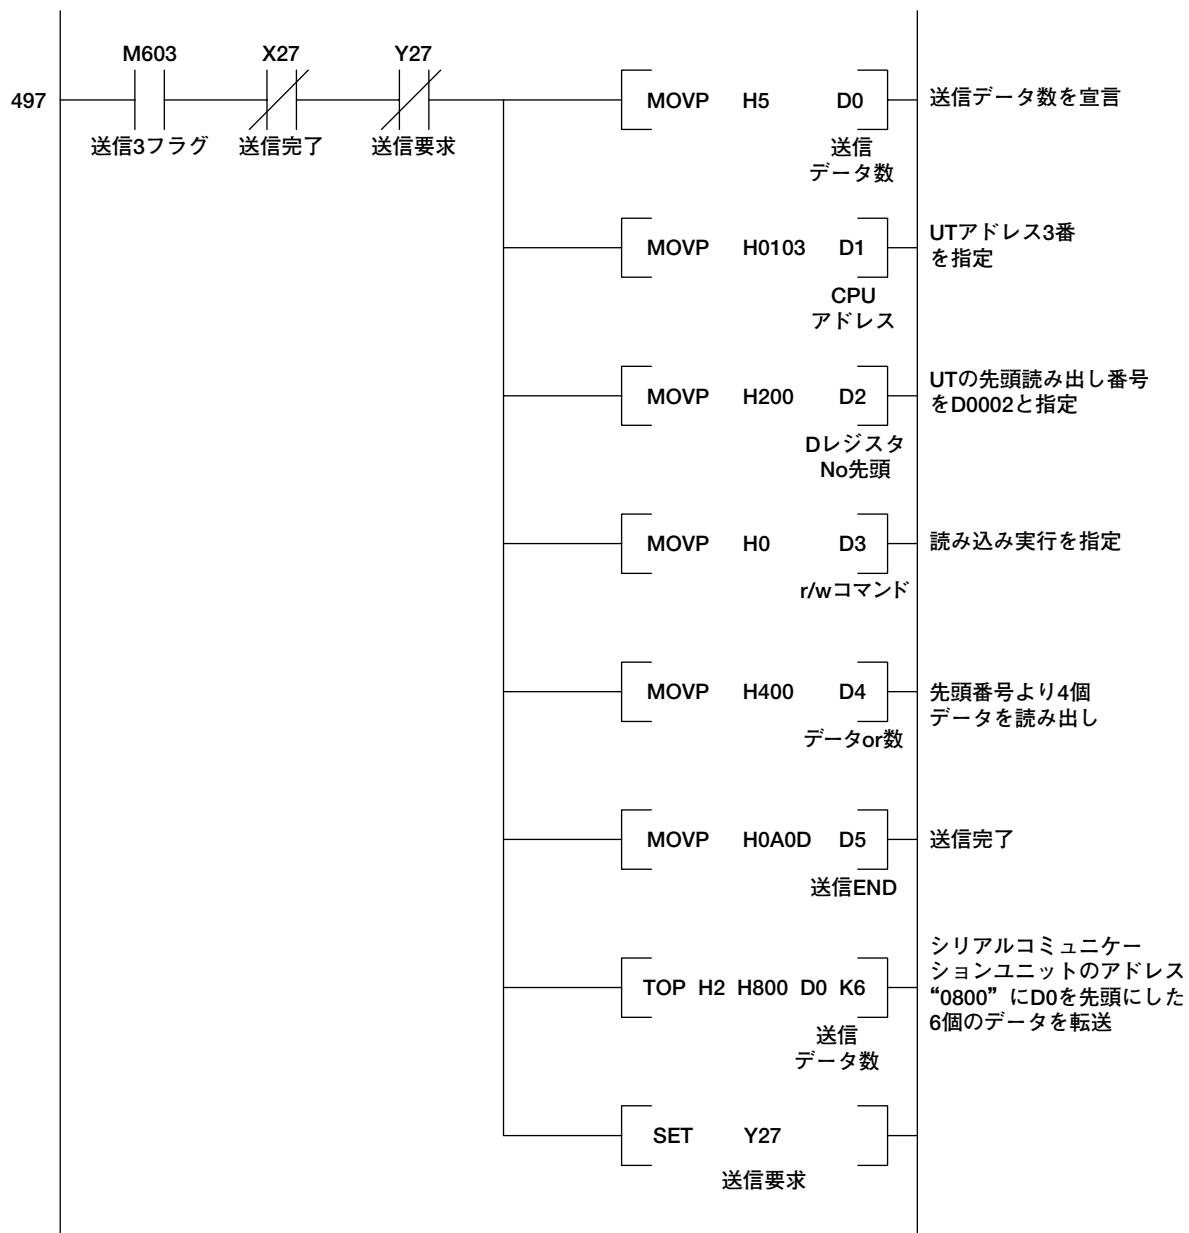 M603 X27 Y27
497
送信3フラグ 送信完了 送信要求
MOVP H5 D0
送信データ数を宣言
送信
データ数
MOVP H0103 D1
UTアドレス3番
を指定
CPU
アドレス
MOVP H200 D2
UTの先頭読み出し番号
をD0002と指定
Dレジスタ
No先頭
MOVP H0 D3
読み込み実行を指定
r/wコマンド
MOVP H400 D4
先頭番号より4個
データを読み出し
データor数
MOVP H0A0D D5
送信完了
送信END
TOP H2 H800 D0 K6
シリアルコミュニケー
ションユニットのアドレス
“0800”にD0を先頭にした
6個のデータを転送
送信
データ数
SET Y27
送信要求